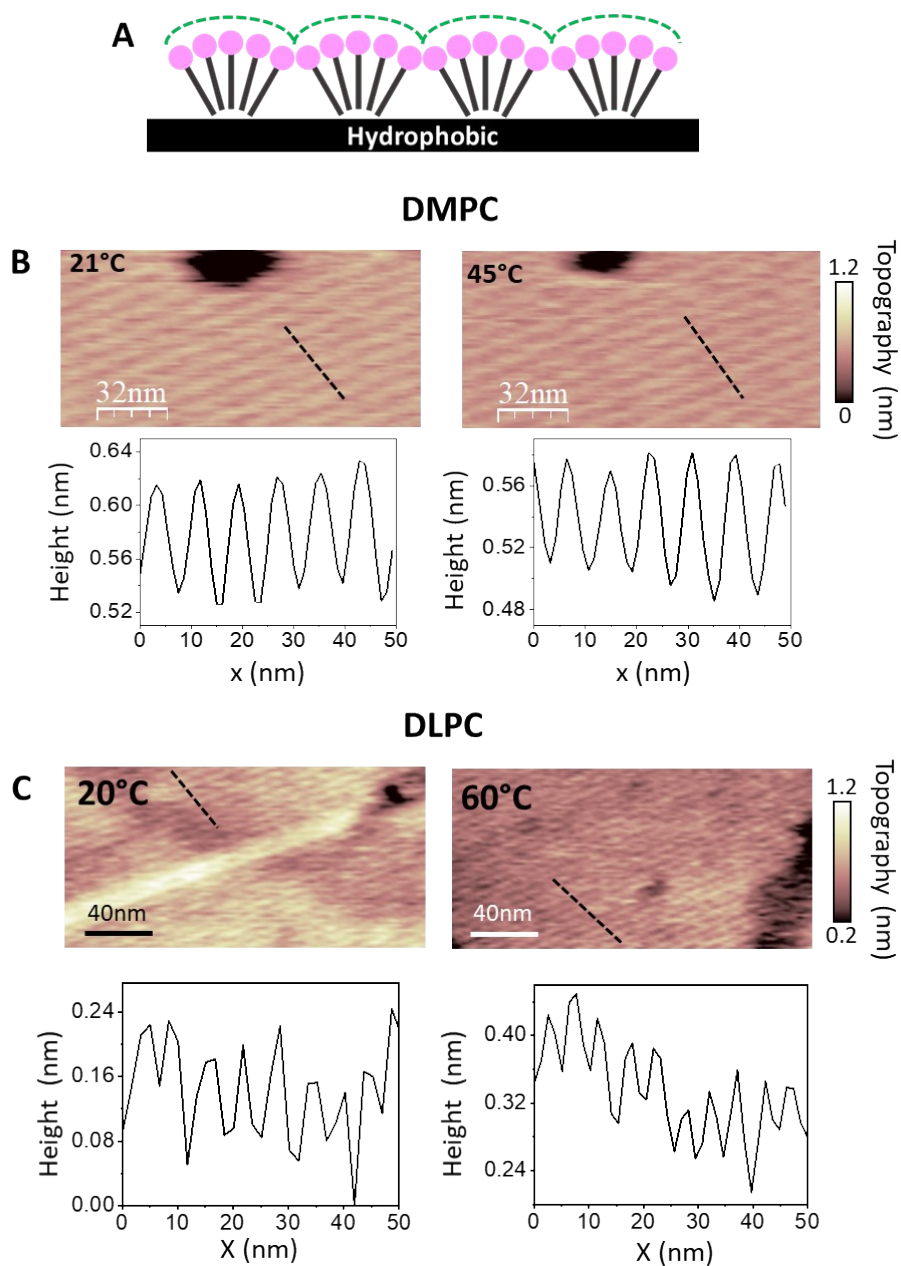 A
Hydrophobic
DMPC
B
21°C
45°C
32nm
32nm
1.2
0
Topography (nm)
0.64
0.60
0.56
0.52
Height (nm)
0 10 20 30 40 50
x (nm)
0.56
0.52
0.48
Height (nm)
0 10 20 30 40 50
x (nm)
DLPC
C
20°C
60°C
40nm
40nm
1.2
0.2
Topography (nm)
0.24
0.16
0.08
0.00
Height (nm)
0 10 20 30 40 50
X (nm)
0.40
0.32
0.24
Height (nm)
0 10 20 30 40 50
X (nm)